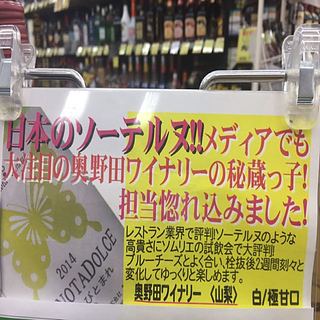 日本のソーテルヌ!!メディアでも
大注目の奥野田ワイナリーの秘蔵っ子!
担当惚れ込みました!
レストラン業界で評判!ソーテルヌのような
高貴さにソムリエの試飲会で大評判!
ブルーチーズとよく合い、栓抜後2週間刻々と
変化してゆっくりと楽しめます。
奥野田ワイナリー 〈山梨〉 白/極甘口
2014
NOTADOLCE
びとまれ